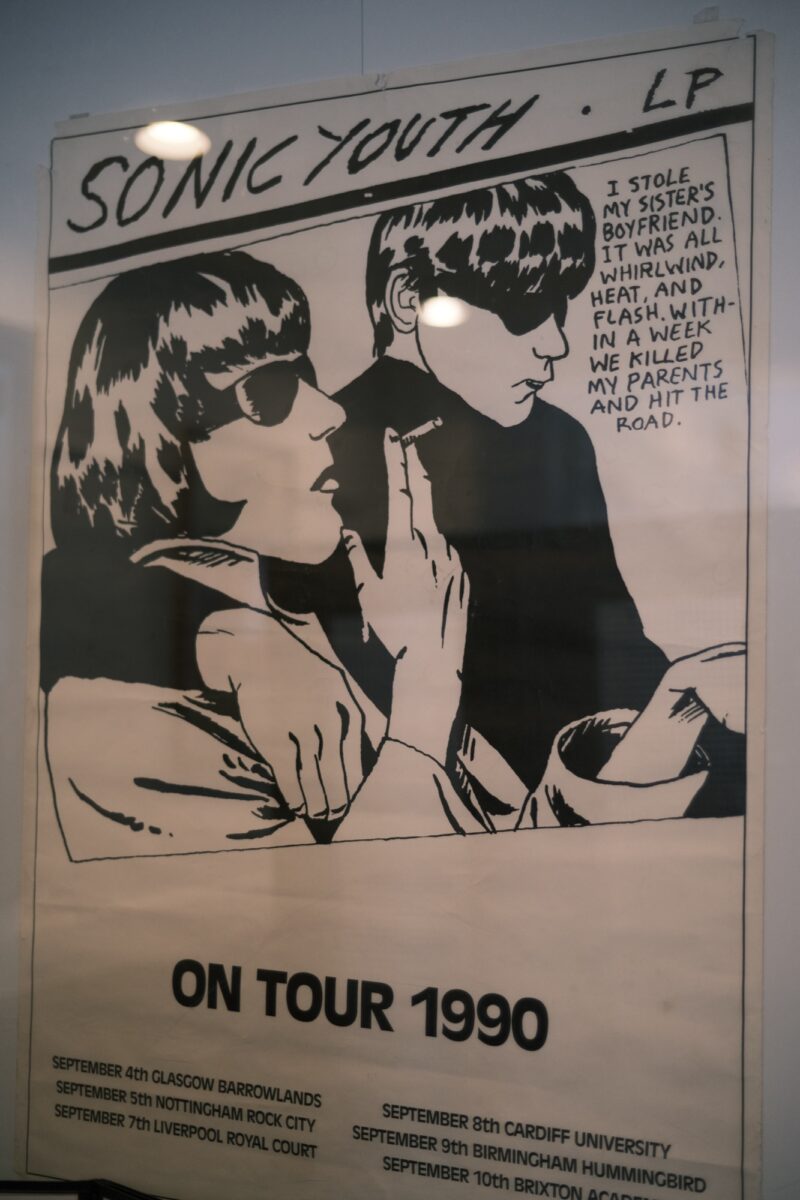 SONIC YOUTH · LP
I STOLE
MY SISTER'S
BOYFRIEND.
IT WAS ALL
WHIRLWIND,
HEAT, AND
FLASH. WITH-
IN A WEEK
WE KILLED
MY PARENTS
AND HIT THE
ROAD.
ON TOUR 1990
SEPTEMBER 4th GLASGOW BARROWLANDS
SEPTEMBER 5th NOTTINGHAM ROCK CITY
SEPTEMBER 7th LIVERPOOL ROYAL COURT
SEPTEMBER 8th CARDIFF UNIVERSITY
SEPTEMBER 9th BIRMINGHAM HUMMINGBIRD
SEPTEMBER 10th BRIXTON